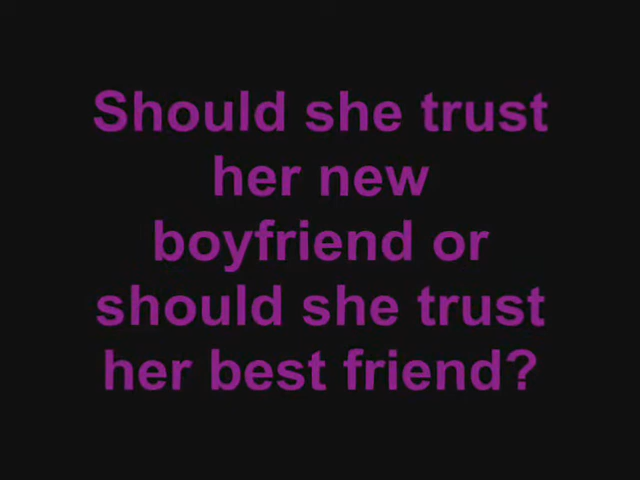 Should she trust
her new
boyfriend or
should she trust
her best friend?